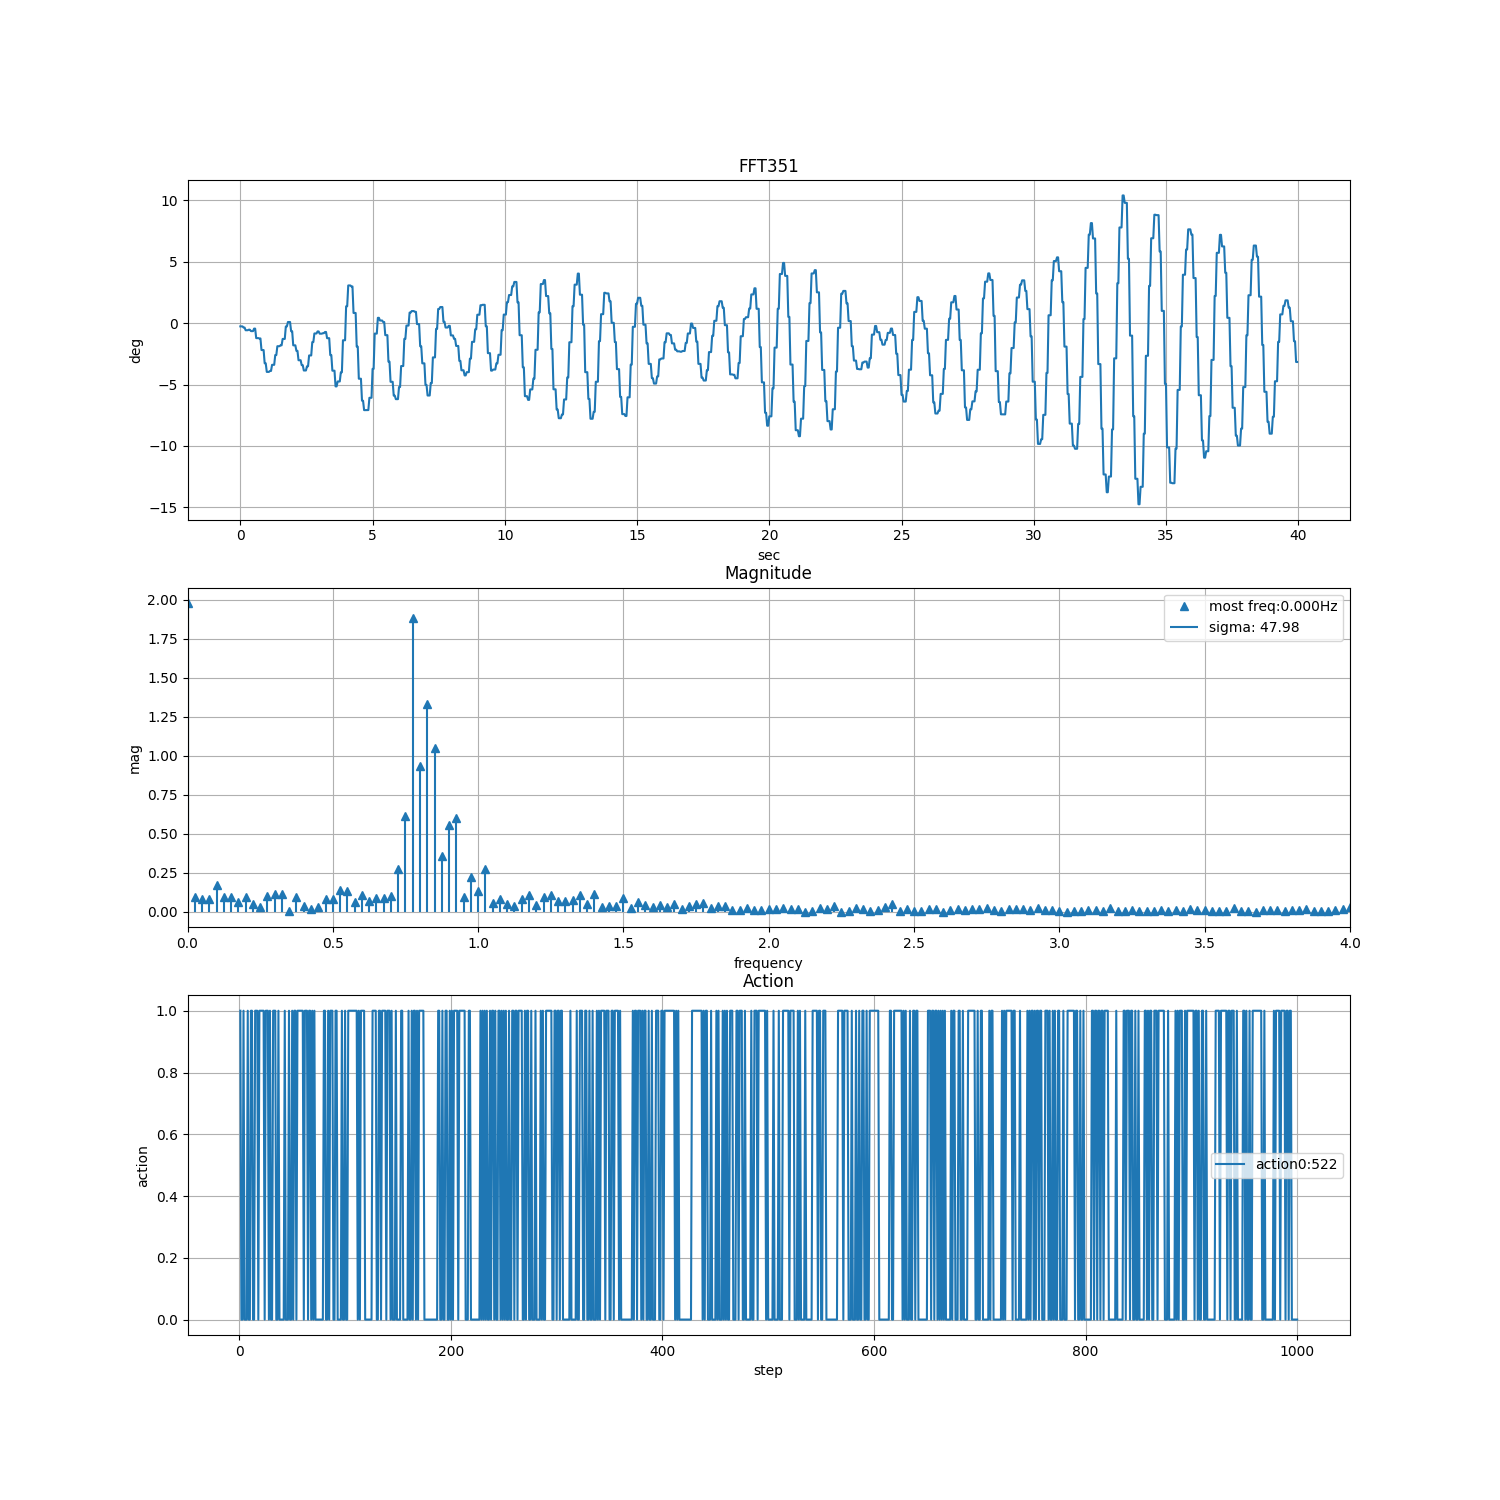 FFT351
10
5
0
−5
−10
−15
deg
0 5 10 15 20 25 30 35 40
sec
Magnitude
2.00
1.75
1.50
1.25
1.00
0.75
0.50
0.25
0.00
mag
most freq:0.000Hz
sigma: 47.98
0.0 0.5 1.0 1.5 2.0 2.5 3.0 3.5 4.0
frequency
Action
1.0
0.8
0.6
0.4
0.2
0.0
action
action0:522
0 200 400 600 800 1000
step